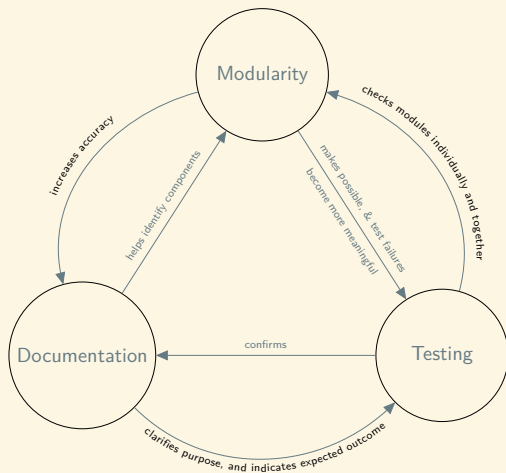 Modularity
checks modules individually and together
increases accuracy
helps identify components
makes possible, & test failures
become more meaningful
Documentation
confirms
Testing
clarifies purpose, and indicates expected outcome